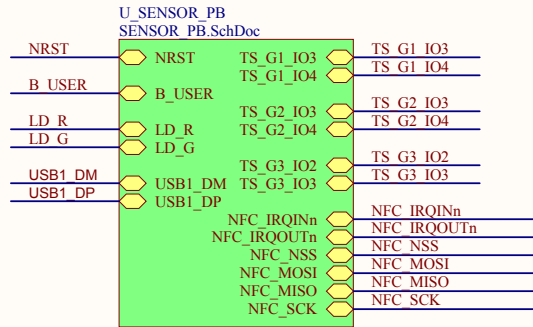 U_SENSOR_PB
SENSOR_PB.SchDoc
NRST NRST TS_G1_IO3 TS_G1_IO3
TS_G1_IO4 TS_G1_IO4
B_USER B_USER
TS_G2_IO3 TS_G2_IO3
LD_R LD_R TS_G2_IO4 TS_G2_IO4
LD_G LD_G
TS_G3_IO2 TS_G3_IO2
USB1_DM USB1_DM TS_G3_IO3 TS_G3_IO3
USB1_DP USB1_DP
NFC_IRQINn NFC_IRQINn
NFC_IRQOUTn NFC_IRQOUTn
NFC_NSS NFC_NSS
NFC_MOSI NFC_MOSI
NFC_MISO NFC_MISO
NFC_SCK NFC_SCK